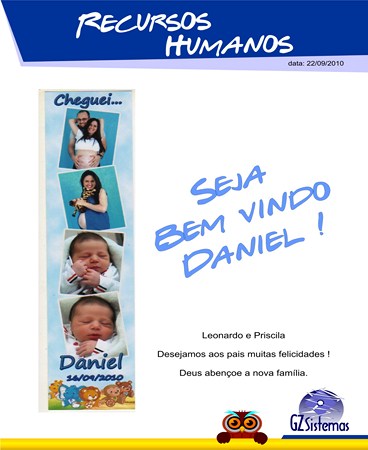 Recursos
Humanos
data: 22/09/2010
Cheguei...
Seja
Bem vindo
Daniel !
Daniel
16/09/2010
Leonardo e Priscila
Desejamos aos pais muitas felicidades !
Deus abençoe a nova família.
GZ Sistemas